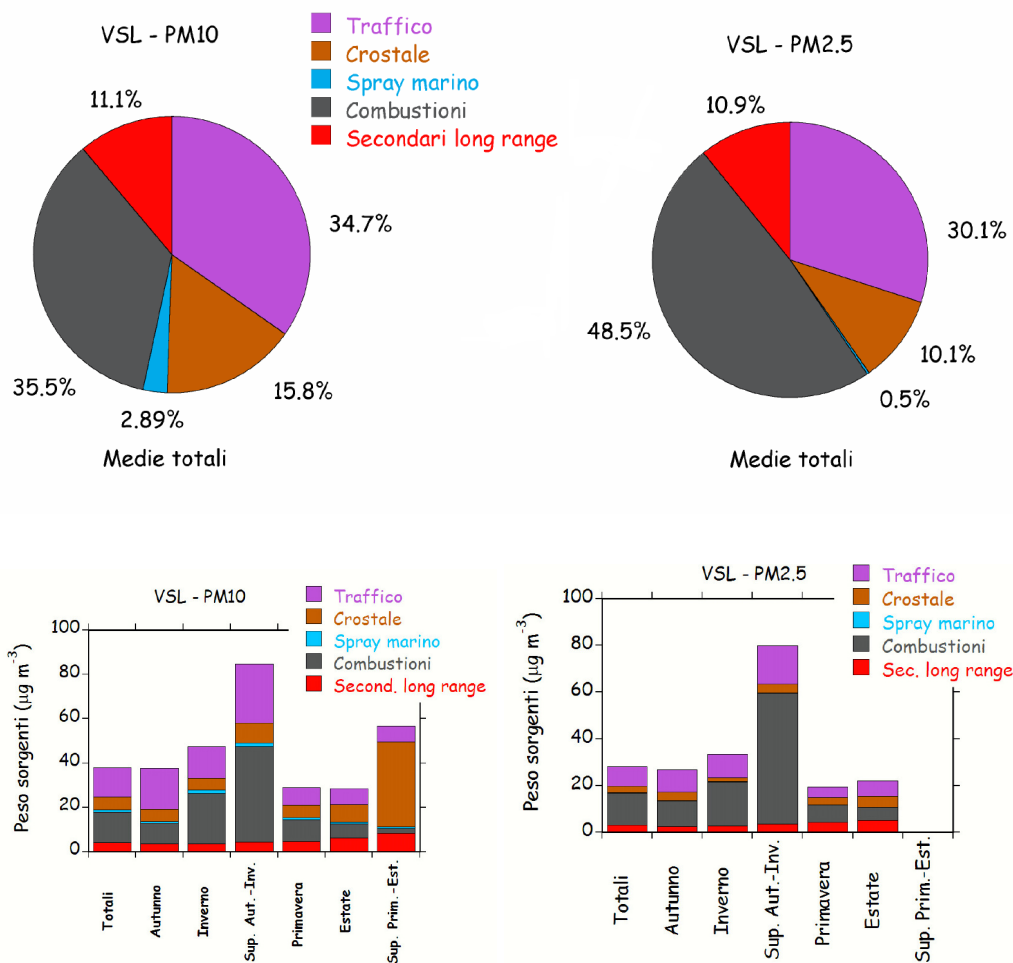 VSL - PM10
Traffico
Crostale
Spray marino
Combustioni
Secondari long range
11.1%
34.7%
35.5%
2.89%
15.8%
Medie totali
VSL - PM2.5
10.9%
30.1%
48.5%
10.1%
0.5%
Medie totali
VSL - PM10
Traffico
Crostale
Spray marino
Combustioni
Second. long range
Peso sorgenti (μg m-3)
100
80
60
40
20
0
Totali
Autunno
Inverno
Sup. Aut.-Inv.
Primavera
Estate
Sup. Prim.-Est.
VSL - PM2.5
Traffico
Crostale
Spray marino
Combustioni
Sec. long range
Peso sorgenti (μg m-3)
100
80
60
40
20
0
Totali
Autunno
Inverno
Sup. Aut.-Inv.
Primavera
Estate
Sup. Prim.-Est.